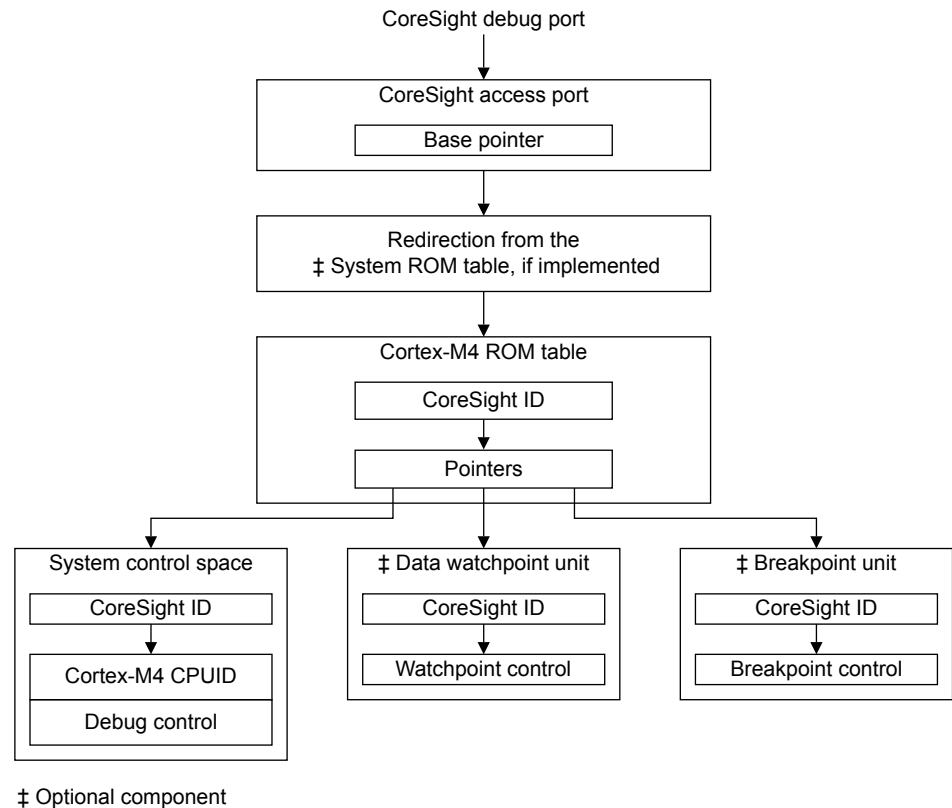 CoreSight debug port
CoreSight access port
Base pointer
Redirection from the
‡ System ROM table, if implemented
Cortex-M4 ROM table
CoreSight ID
Pointers
System control space
CoreSight ID
Cortex-M4 CPUID
Debug control
‡ Data watchpoint unit
CoreSight ID
Watchpoint control
‡ Breakpoint unit
CoreSight ID
Breakpoint control
‡ Optional component